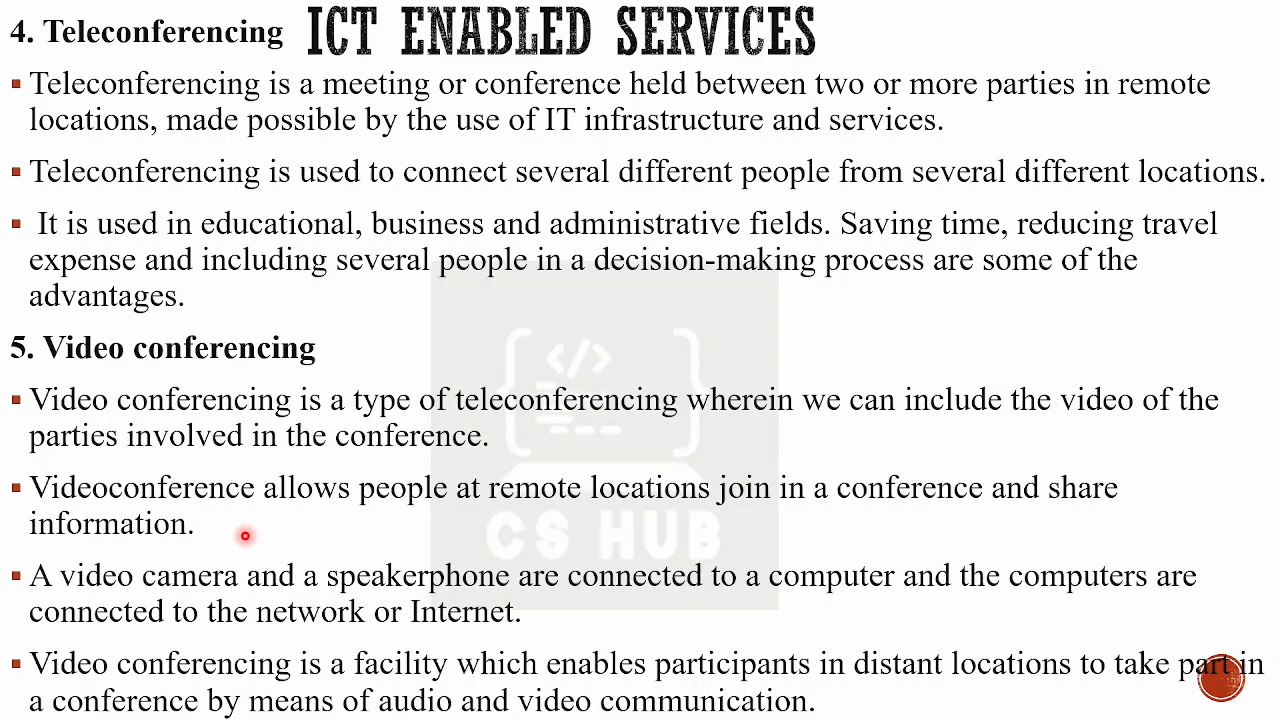 4. Teleconferencing ICT ENABLED SERVICES
Teleconferencing is a meeting or conference held between two or more parties in remote
locations, made possible by the use of IT infrastructure and services.
Teleconferencing is used to connect several different people from several different locations.
It is used in educational, business and administrative fields. Saving time, reducing travel
expense and including several people in a decision-making process are some of the
advantages.
5. Video conferencing
Video conferencing is a type of teleconferencing wherein we can include the video of the
parties involved in the conference.
Videoconference allows people at remote locations join in a conference and share
information.
CS HUB
A video camera and a speakerphone are connected to a computer and the computers are
connected to the network or Internet.
Video conferencing is a facility which enables participants in distant locations to take part in
a conference by means of audio and video communication.